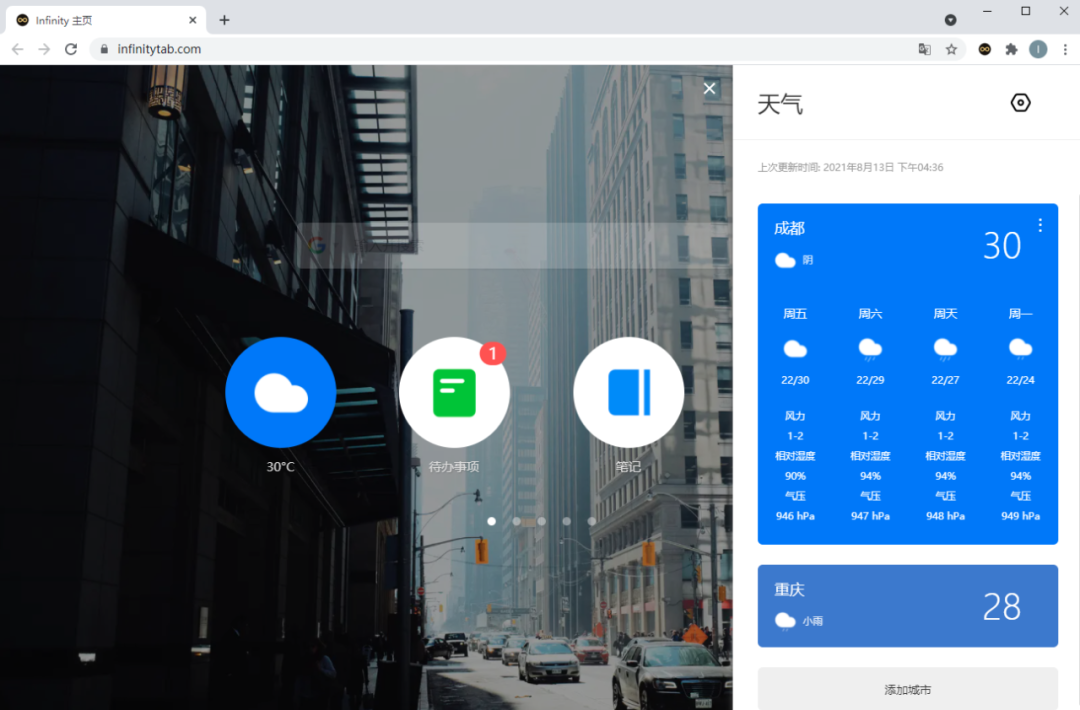 Infinity 主页
infinitytab.com
天气
上次更新时间: 2021年8月13日 下午04:36
成都
阴
30
周五 周六 周天 周一
22/30 22/29 22/27 22/24
风力 风力 风力 风力
1-2 1-2 1-2 1-2
相对湿度 相对湿度 相对湿度 相对湿度
90% 94% 94% 94%
气压 气压 气压 气压
946 hPa 947 hPa 948 hPa 949 hPa
重庆
小雨
28
添加城市
1
30°C 待办事项 笔记
I